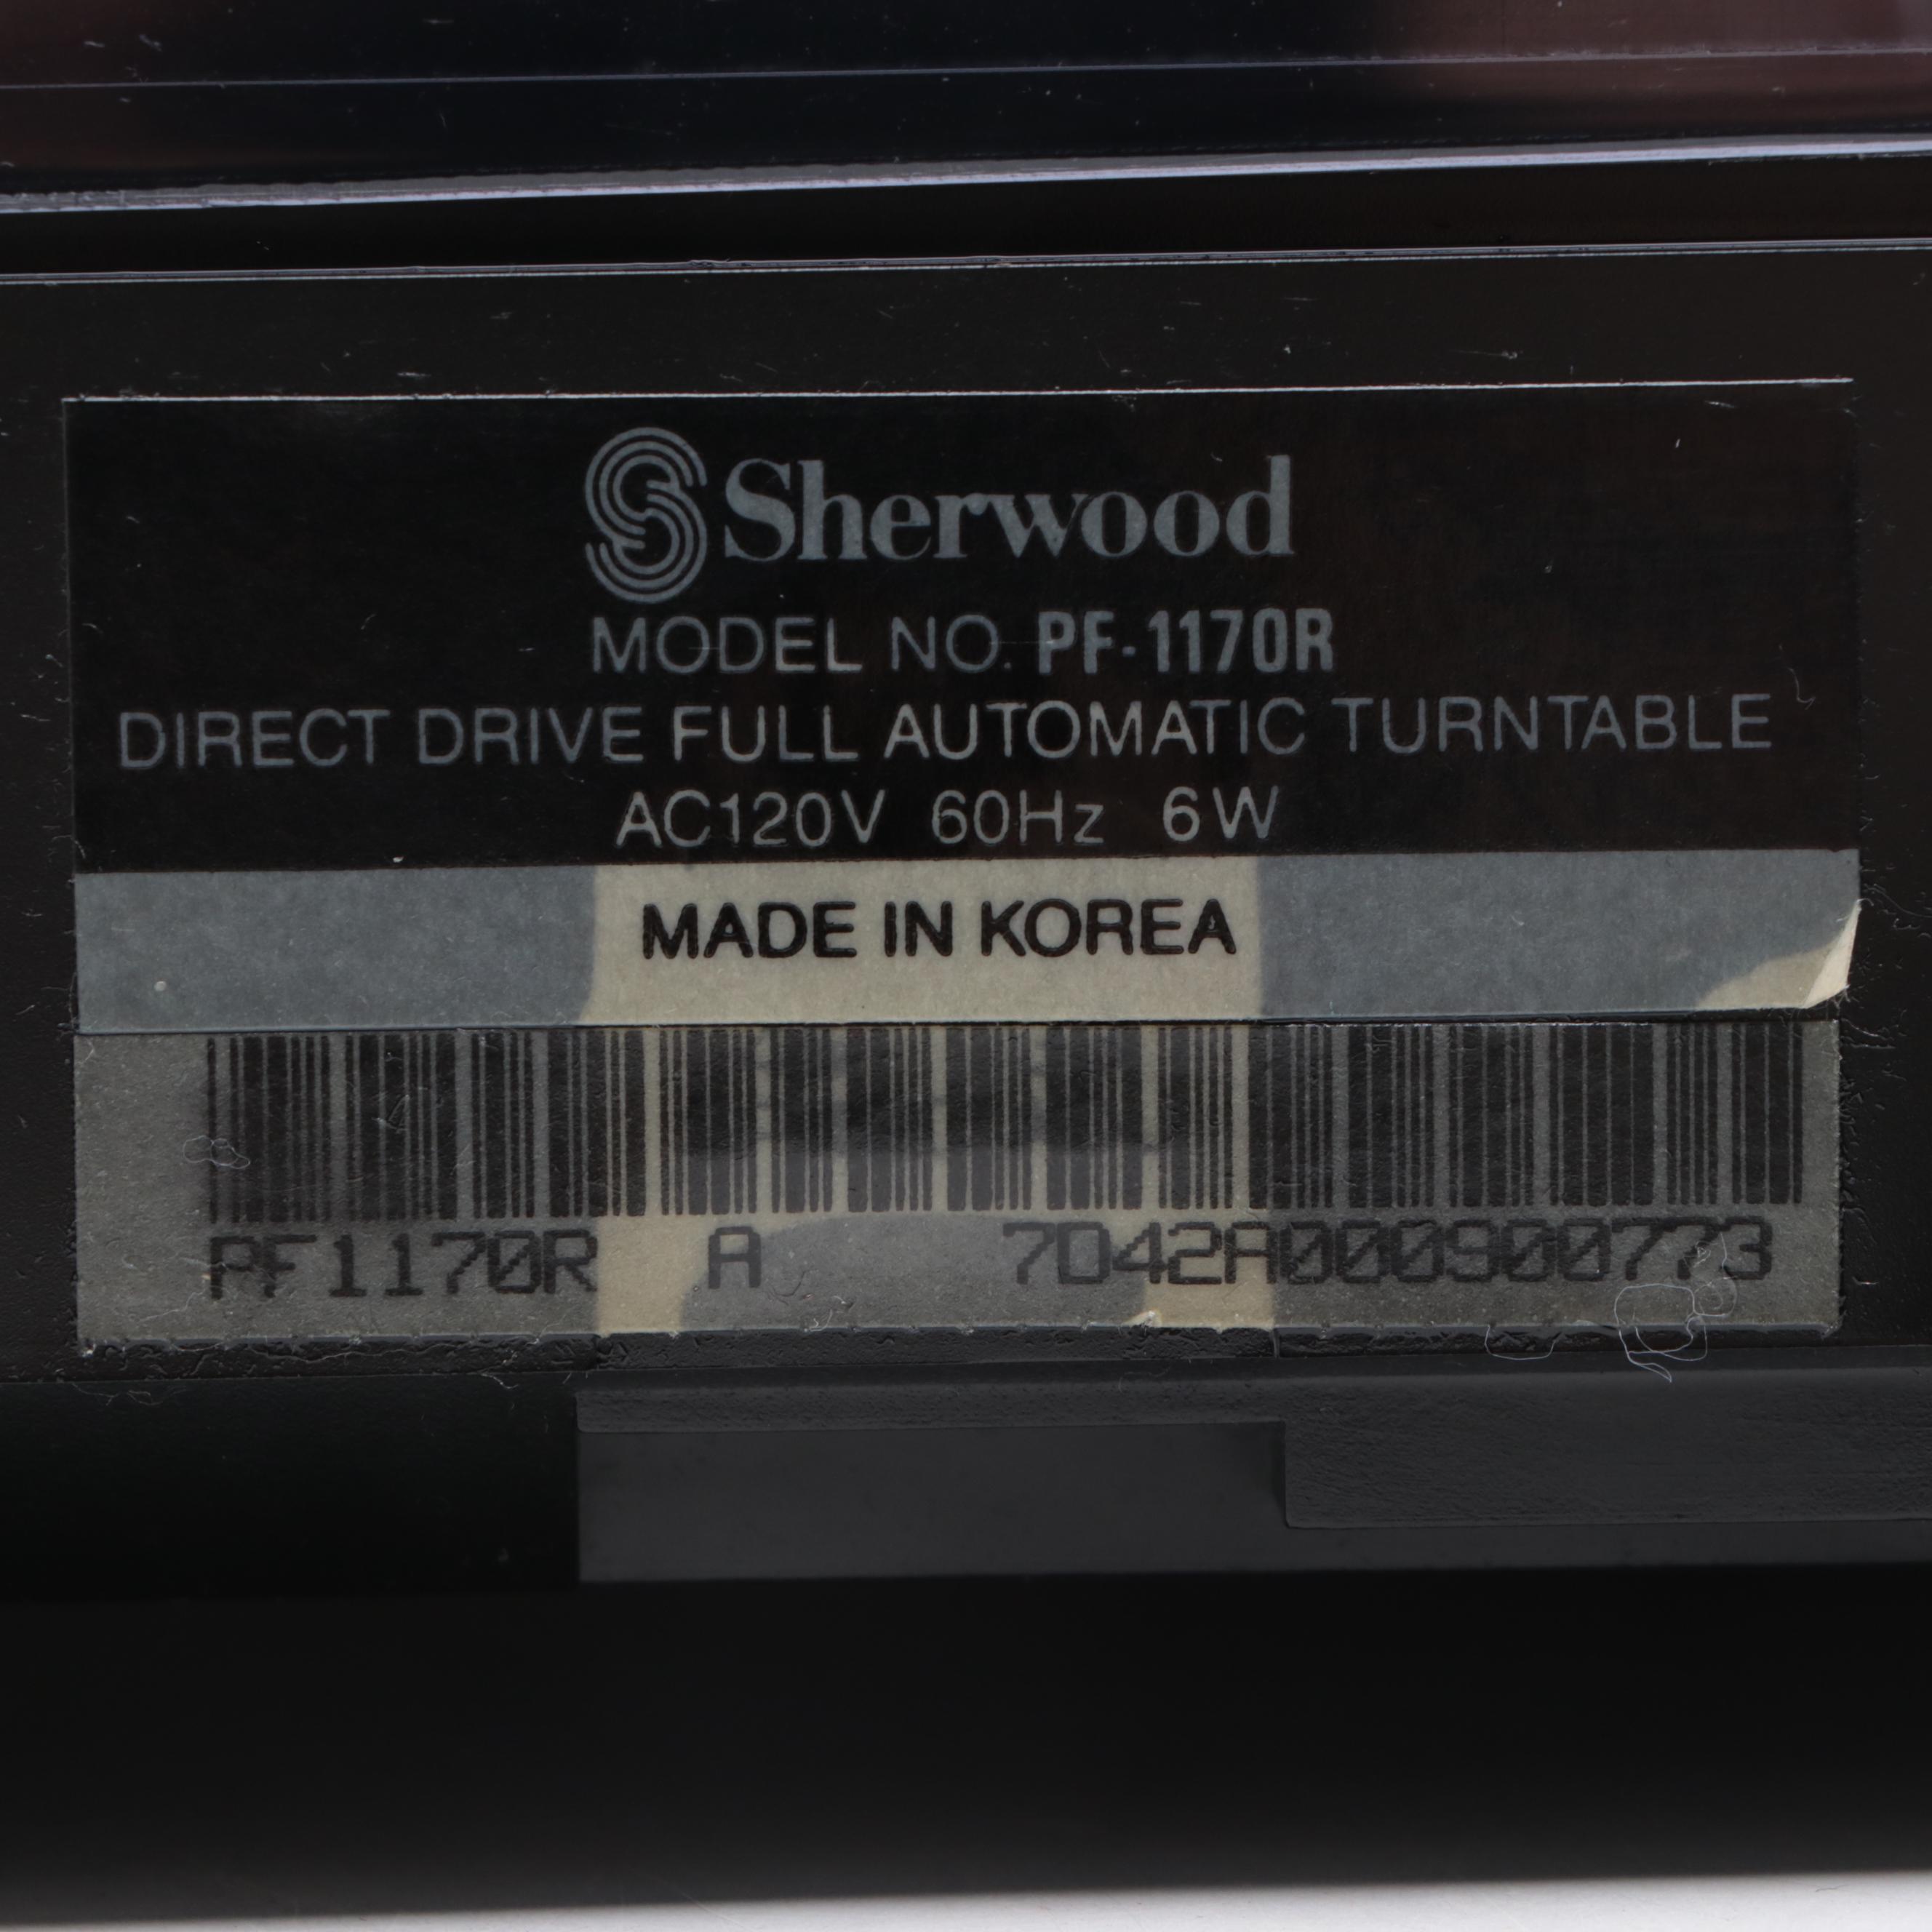 Sherwood
MODEL NO. PF-1170R
DIRECT DRIVE FULL AUTOMATIC TURNTABLE
AC120V 60Hz 6W
MADE IN KOREA
PF1170R A 7D42A000900773